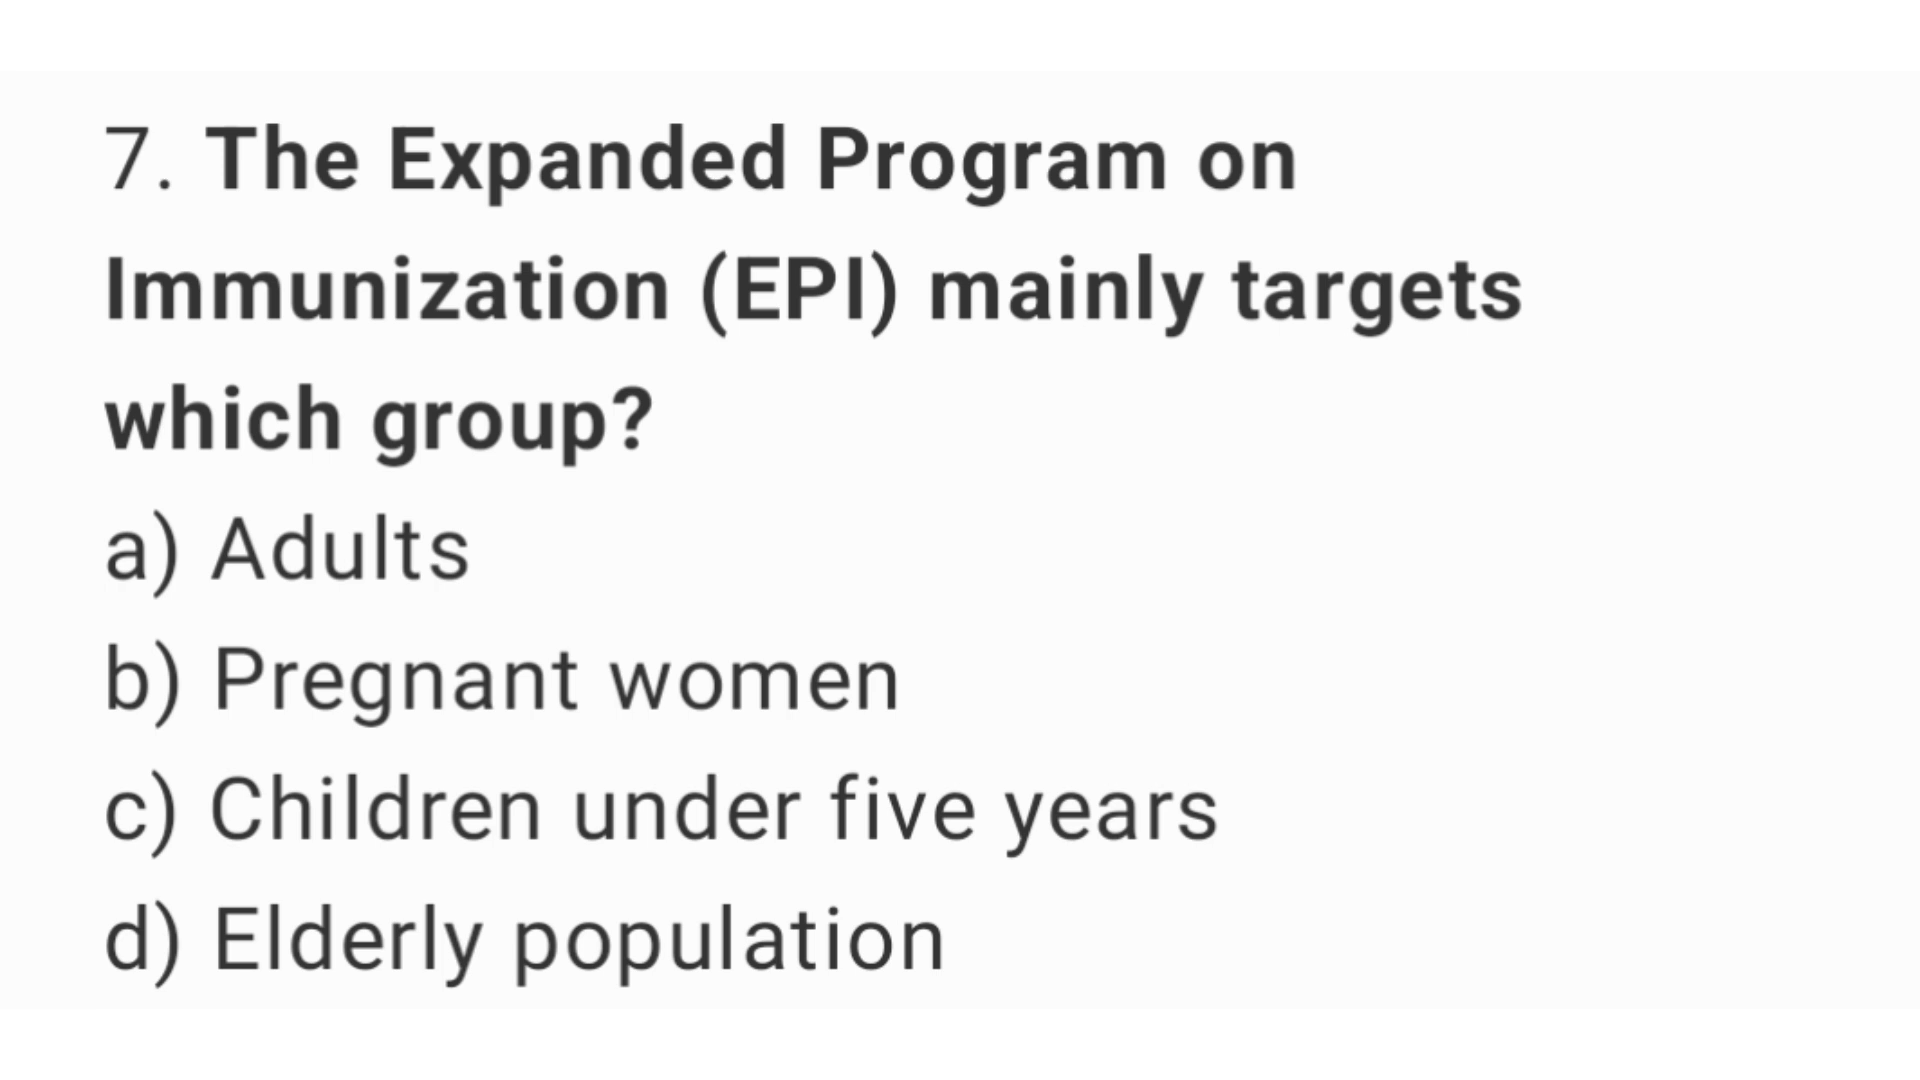 7. The Expanded Program on
Immunization (EPI) mainly targets
which group?
a) Adults
b) Pregnant women
c) Children under five years
d) Elderly population